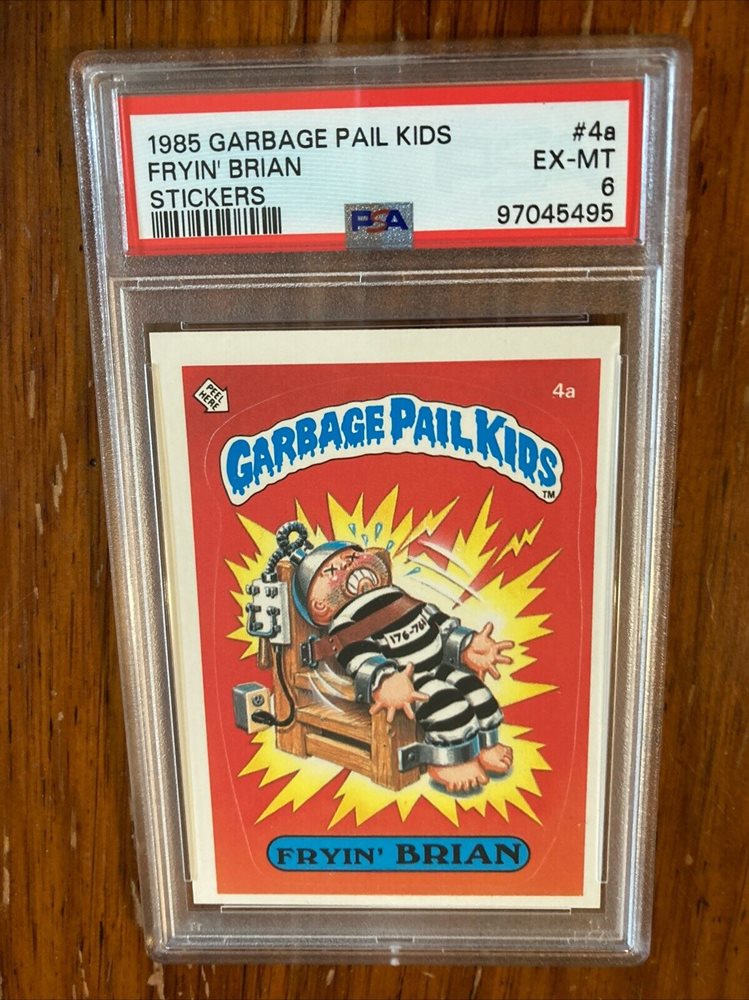 1985 GARBAGE PAIL KIDS #4a
FRYIN' BRIAN EX-MT
STICKERS 6
PSA 97045495
PEEL
HERE
4a
GARBAGE PAIL KIDS
TM
176-761
FRYIN' BRIAN